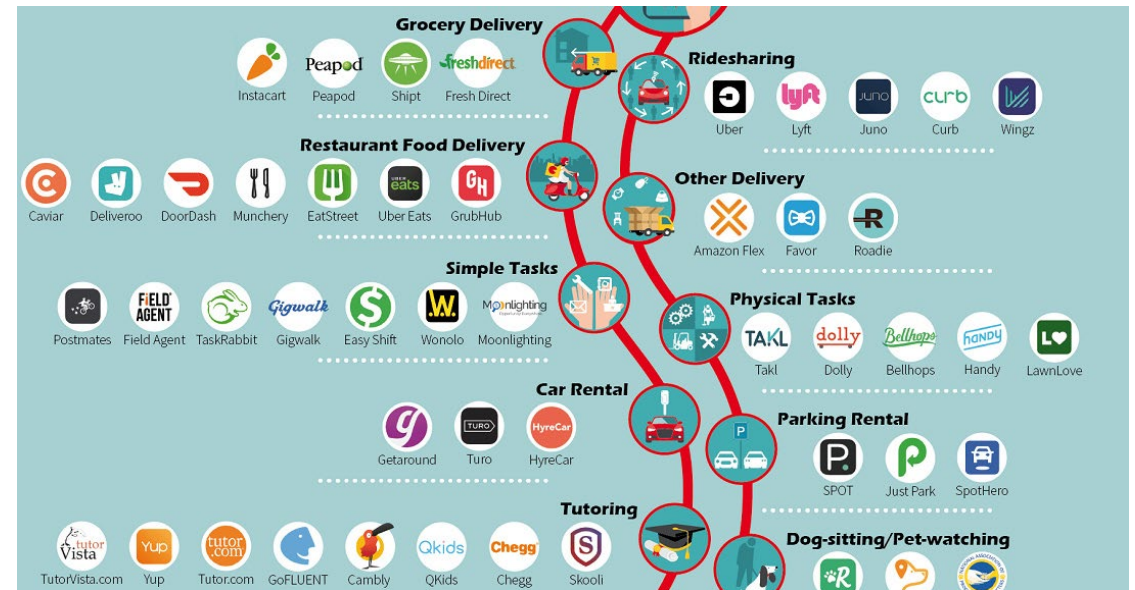 Grocery Delivery
Peapod
freshdirect
Instacart Peapod Shipt Fresh Direct
Ridesharing
lyft JUNO curb
Uber Lyft Juno Curb Wingz
Restaurant Food Delivery
UBER
eats
GH
Caviar Deliveroo DoorDash Munchery EatStreet Uber Eats GrubHub
Other Delivery
R
Amazon Flex Favor Roadie
Simple Tasks
FiELD
AGENT
Gigwalk
$
W.
Moonlighting
Postmates Field Agent TaskRabbit Gigwalk Easy Shift Wonolo Moonlighting
Physical Tasks
TAKL dolly Bellhops HANDY L
Takl Dolly Bellhops Handy LawnLove
Car Rental
g TURO HyreCar
Getaround Turo HyreCar
Parking Rental
P
P.
SPOT Just Park SpotHero
Tutoring
tutor
Vista
Yup
tutor
.com
Qkids
Chegg
S
TutorVista.com Yup Tutor.com GoFLUENT Cambly QKids Chegg Skooli
Dog-sitting/Pet-watching
R